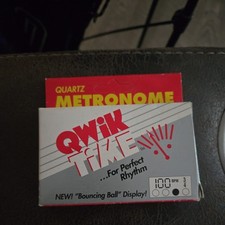 QUARTZ
METRONOME
QWIK
TIME
...For Perfect
Rhythm
100
NEW! "Bouncing Ball" Display!